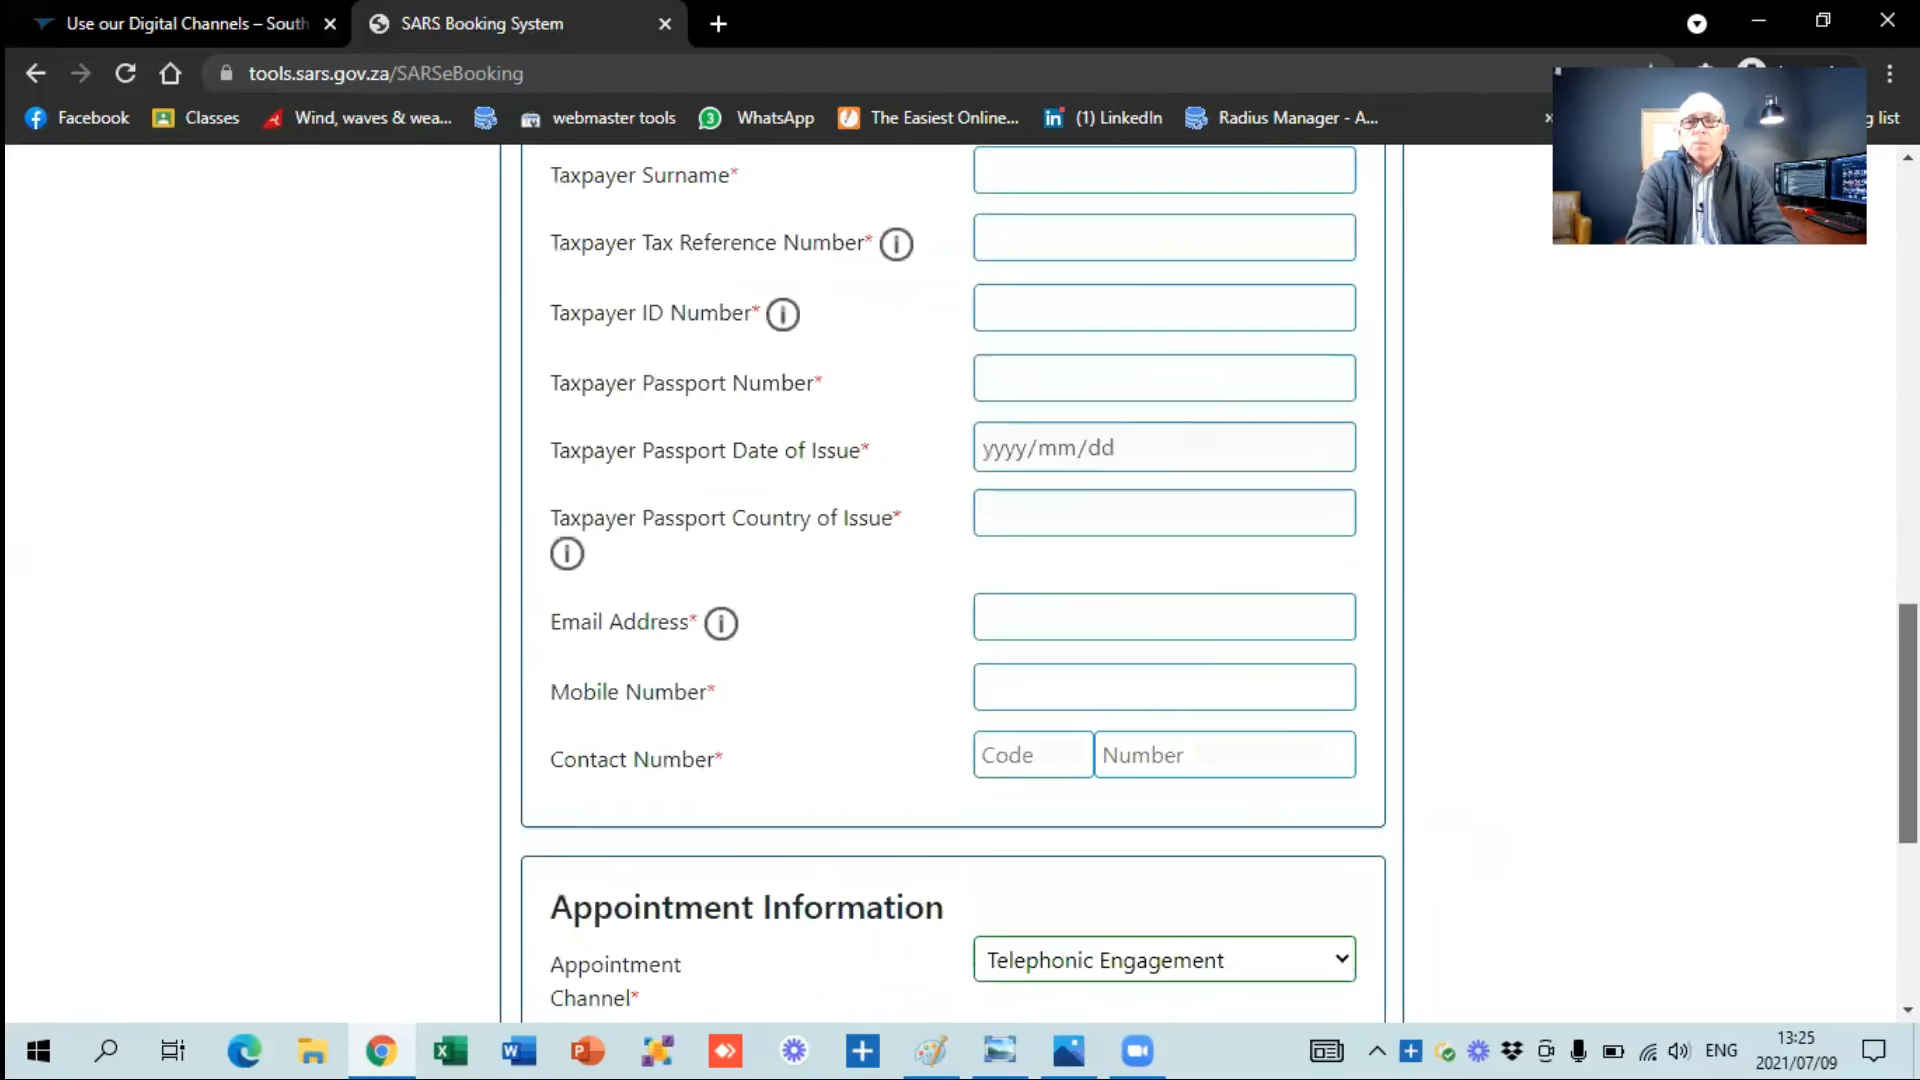 Use our Digital Channels – South
SARS Booking System
tools.sars.gov.za/SARSeBooking
Facebook
Classes
Wind, waves & wea...
webmaster tools
3
WhatsApp
The Easiest Online...
in
(1) LinkedIn
Radius Manager - A...
»
g list
Taxpayer Surname*
Taxpayer Tax Reference Number* i
Taxpayer ID Number* i
Taxpayer Passport Number*
Taxpayer Passport Date of Issue*
yyyy/mm/dd
Taxpayer Passport Country of Issue*
i
Email Address* i
Mobile Number*
Contact Number*
Code
Number
Appointment Information
Appointment
Channel*
Telephonic Engagement
ENG
13:25
2021/07/09